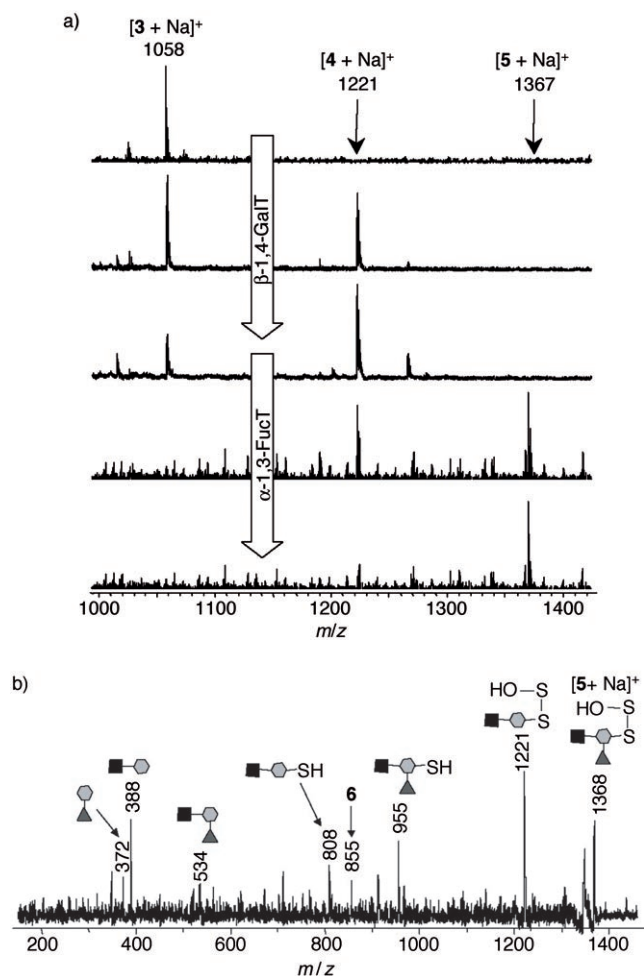 a)
[3 + Na]⁺
1058
[4 + Na]⁺
1221
[5 + Na]⁺
1367
β-1,4-GalT
α-1,3-FucT
1000 1100 1200 1300 1400
m/z
b)
HO—S
S
[5+ Na]⁺
HO—S
S
1221
1368
388
372
534
SH
808
6
855
SH
955
200 400 600 800 1000 1200 1400
m/z